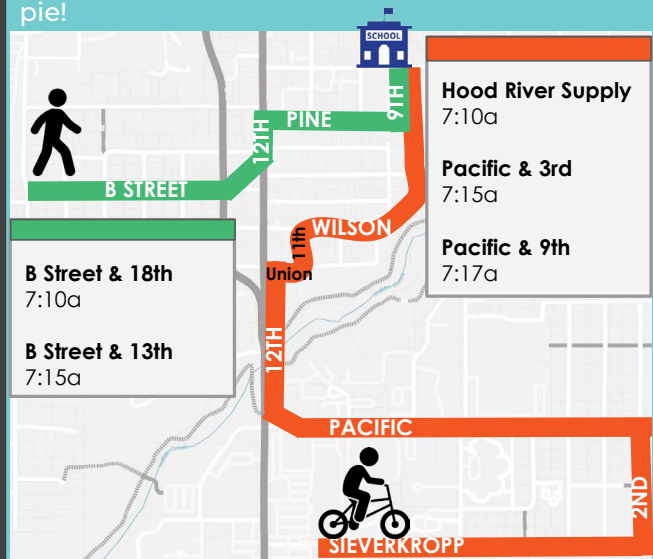 pie!
SCHOOL
Hood River Supply
7:10a
Pacific & 3rd
7:15a
Pacific & 9th
7:17a
9TH
PINE
12TH
B STREET
WILSON
11th
Union
B Street & 18th
7:10a
B Street & 13th
7:15a
12TH
PACIFIC
2ND
SIEVERKROPP